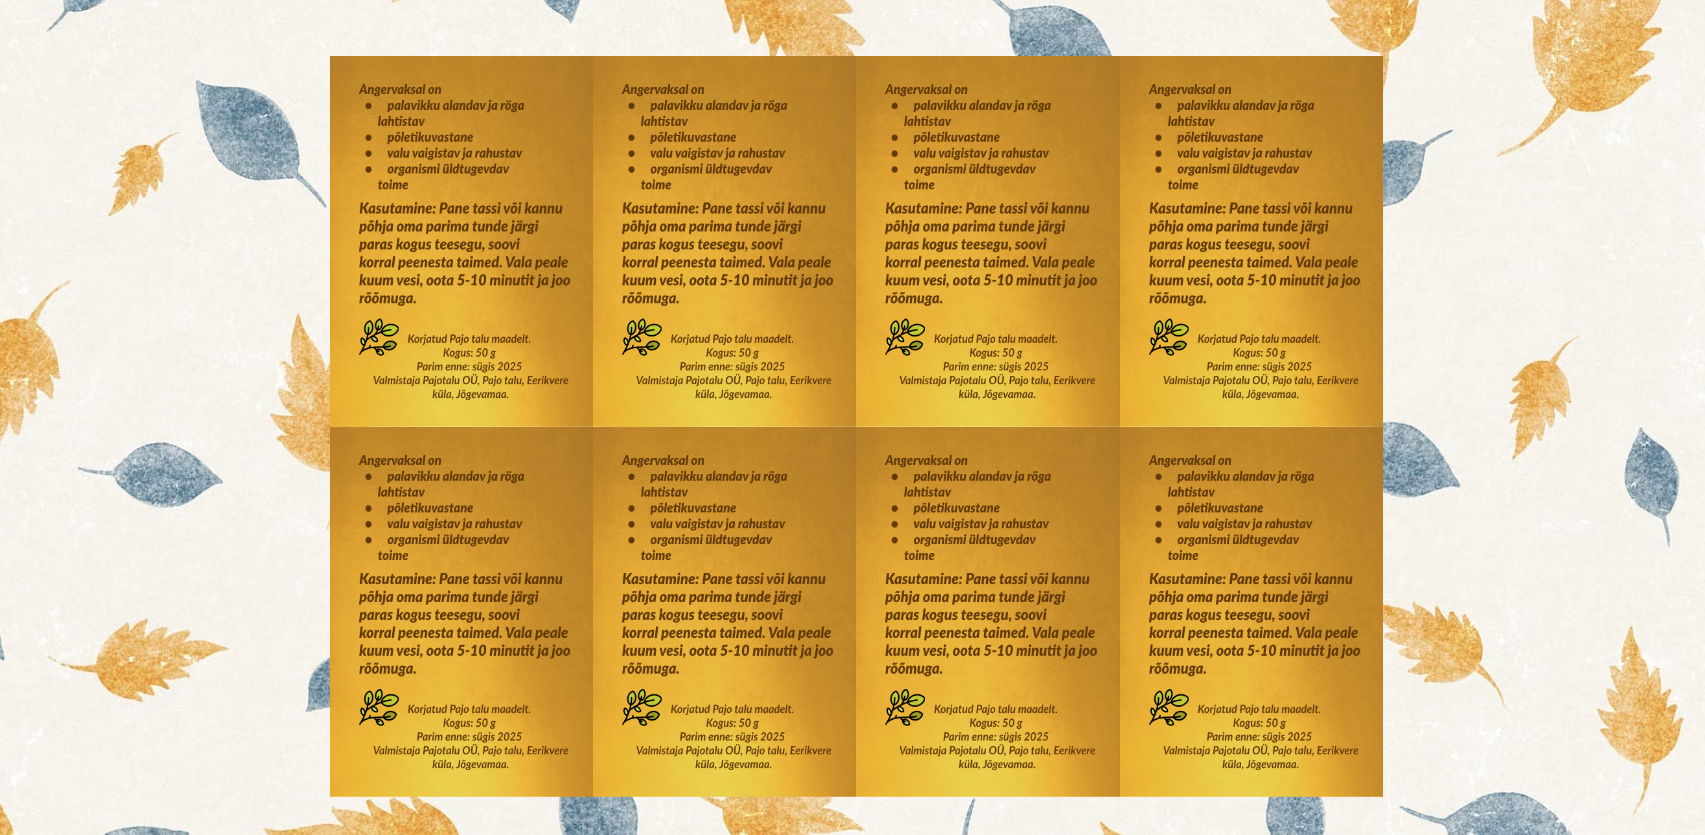 Angervaksal on
● palavikku alandav ja röga
lahtistav
● põletikuvastane
● valu vaigistav ja rahustav
● organismi üldtugevdav
toime
Kasutamine: Pane tassi või kannu
põhja oma parima tunde järgi
paras kogus teesegu, soovi
korral peenesta taimed. Vala peale
kuum vesi, oota 5-10 minutit ja joo
rõõmuga.
Korjatud Pajo talu maadelt.
Kogus: 50 g
Parim enne: sügis 2025
Valmistaja Pajotalu OÜ, Pajo talu, Eerikvere
küla, Jõgevamaa.
Angervaksal on
● palavikku alandav ja röga
lahtistav
● põletikuvastane
● valu vaigistav ja rahustav
● organismi üldtugevdav
toime
Kasutamine: Pane tassi või kannu
põhja oma parima tunde järgi
paras kogus teesegu, soovi
korral peenesta taimed. Vala peale
kuum vesi, oota 5-10 minutit ja joo
rõõmuga.
Korjatud Pajo talu maadelt.
Kogus: 50 g
Parim enne: sügis 2025
Valmistaja Pajotalu OÜ, Pajo talu, Eerikvere
küla, Jõgevamaa.
Angervaksal on
● palavikku alandav ja röga
lahtistav
● põletikuvastane
● valu vaigistav ja rahustav
● organismi üldtugevdav
toime
Kasutamine: Pane tassi või kannu
põhja oma parima tunde järgi
paras kogus teesegu, soovi
korral peenesta taimed. Vala peale
kuum vesi, oota 5-10 minutit ja joo
rõõmuga.
Korjatud Pajo talu maadelt.
Kogus: 50 g
Parim enne: sügis 2025
Valmistaja Pajotalu OÜ, Pajo talu, Eerikvere
küla, Jõgevamaa.
Angervaksal on
● palavikku alandav ja röga
lahtistav
● põletikuvastane
● valu vaigistav ja rahustav
● organismi üldtugevdav
toime
Kasutamine: Pane tassi või kannu
põhja oma parima tunde järgi
paras kogus teesegu, soovi
korral peenesta taimed. Vala peale
kuum vesi, oota 5-10 minutit ja joo
rõõmuga.
Korjatud Pajo talu maadelt.
Kogus: 50 g
Parim enne: sügis 2025
Valmistaja Pajotalu OÜ, Pajo talu, Eerikvere
küla, Jõgevamaa.
Angervaksal on
● palavikku alandav ja röga
lahtistav
● põletikuvastane
● valu vaigistav ja rahustav
● organismi üldtugevdav
toime
Kasutamine: Pane tassi või kannu
põhja oma parima tunde järgi
paras kogus teesegu, soovi
korral peenesta taimed. Vala peale
kuum vesi, oota 5-10 minutit ja joo
rõõmuga.
Korjatud Pajo talu maadelt.
Kogus: 50 g
Parim enne: sügis 2025
Valmistaja Pajotalu OÜ, Pajo talu, Eerikvere
küla, Jõgevamaa.
Angervaksal on
● palavikku alandav ja röga
lahtistav
● põletikuvastane
● valu vaigistav ja rahustav
● organismi üldtugevdav
toime
Kasutamine: Pane tassi või kannu
põhja oma parima tunde järgi
paras kogus teesegu, soovi
korral peenesta taimed. Vala peale
kuum vesi, oota 5-10 minutit ja joo
rõõmuga.
Korjatud Pajo talu maadelt.
Kogus: 50 g
Parim enne: sügis 2025
Valmistaja Pajotalu OÜ, Pajo talu, Eerikvere
küla, Jõgevamaa.
Angervaksal on
● palavikku alandav ja röga
lahtistav
● põletikuvastane
● valu vaigistav ja rahustav
● organismi üldtugevdav
toime
Kasutamine: Pane tassi või kannu
põhja oma parima tunde järgi
paras kogus teesegu, soovi
korral peenesta taimed. Vala peale
kuum vesi, oota 5-10 minutit ja joo
rõõmuga.
Korjatud Pajo talu maadelt.
Kogus: 50 g
Parim enne: sügis 2025
Valmistaja Pajotalu OÜ, Pajo talu, Eerikvere
küla, Jõgevamaa.
Angervaksal on
● palavikku alandav ja röga
lahtistav
● põletikuvastane
● valu vaigistav ja rahustav
● organismi üldtugevdav
toime
Kasutamine: Pane tassi või kannu
põhja oma parima tunde järgi
paras kogus teesegu, soovi
korral peenesta taimed. Vala peale
kuum vesi, oota 5-10 minutit ja joo
rõõmuga.
Korjatud Pajo talu maadelt.
Kogus: 50 g
Parim enne: sügis 2025
Valmistaja Pajotalu OÜ, Pajo talu, Eerikvere
küla, Jõgevamaa.